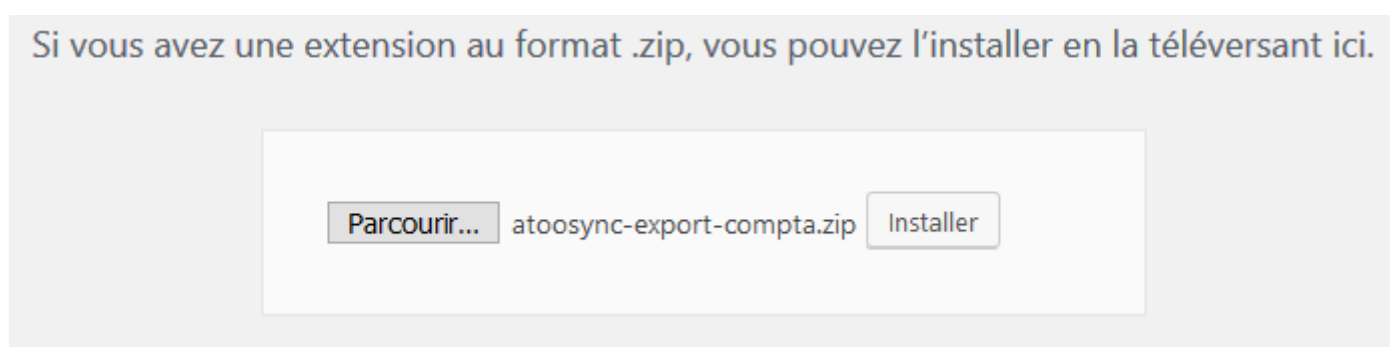 Si vous avez une extension au format .zip, vous pouvez l’installer en la téléversant ici.
Parcourir... atoosync-export-compta.zip Installer